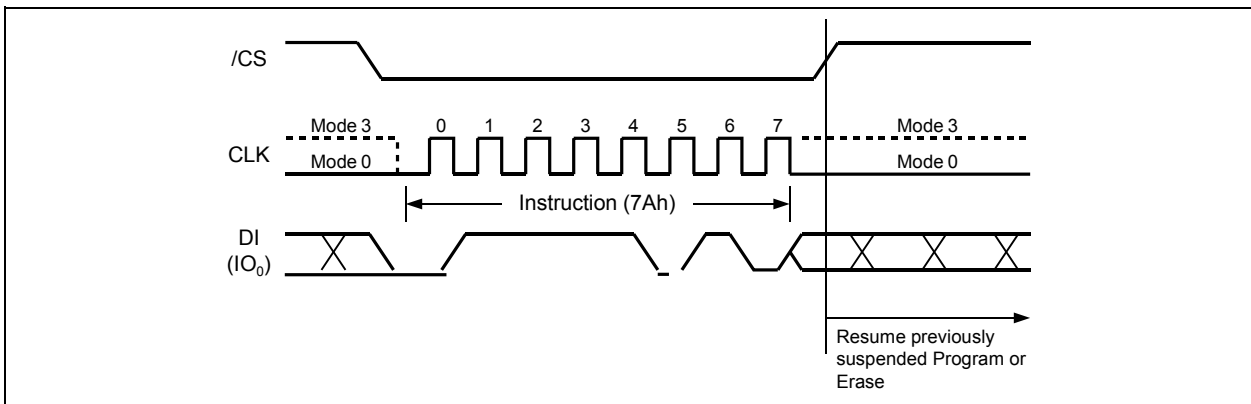 /CS
Mode 3
0 1 2 3 4 5 6 7
Mode 3
CLK
Mode 0
Mode 0
Instruction (7Ah)
DI
(IO₀)
Resume previously
suspended Program or
Erase